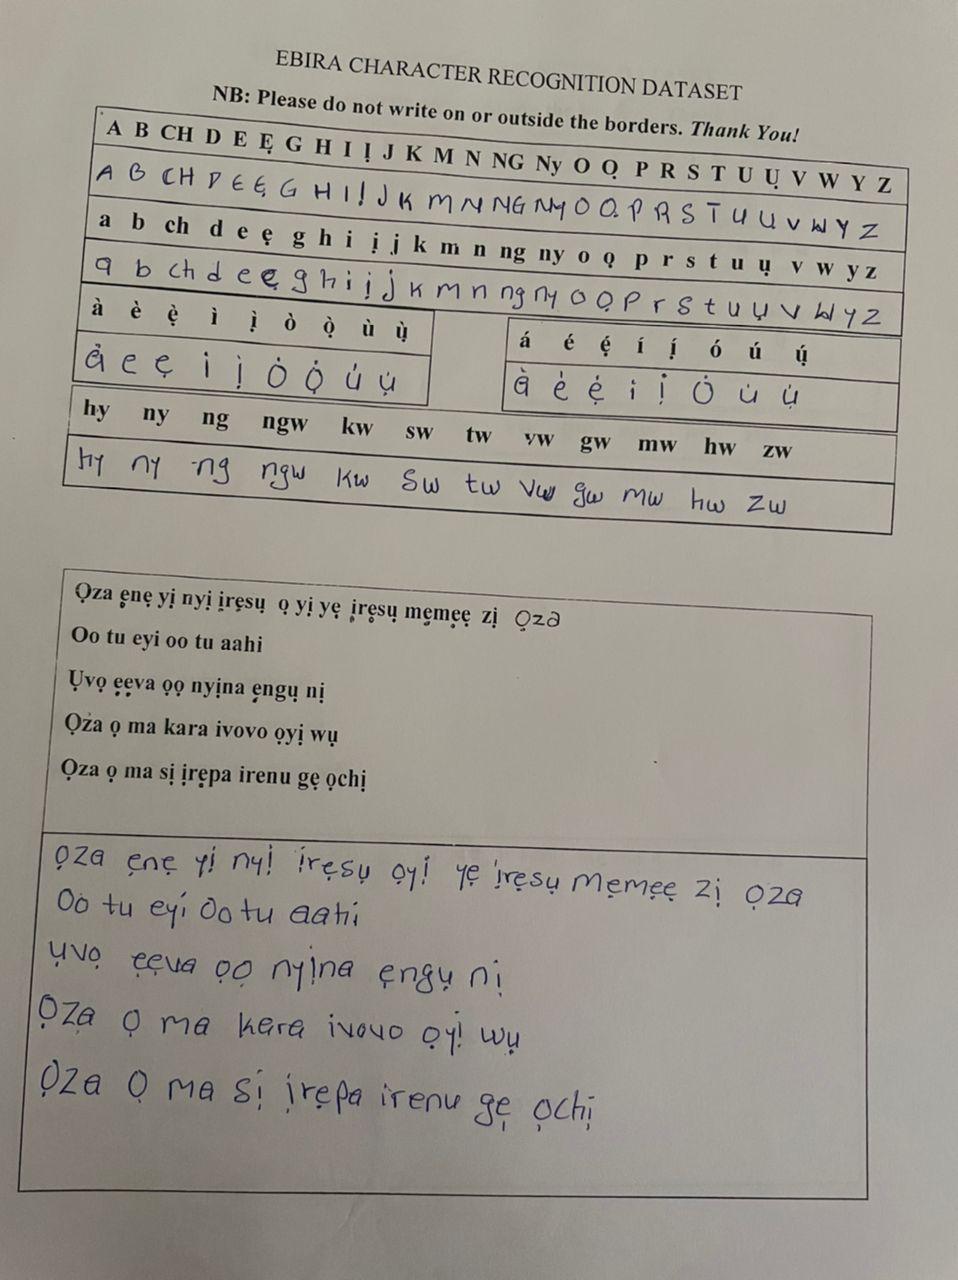 EBIRA CHARACTER RECOGNITION DATASET
NB: Please do not write on or outside the borders. Thank You!
A B CH D E Ẹ G H I Ị J K M N NG Ny O Ọ P R S T U Ụ V W Y Z
A B CH D E Ẹ G H I Ị J K M N NG Ny O Ọ P R S T U Ụ V W Y Z
a b ch d e ẹ g h i ị j k m n ng ny o ọ p r s t u ụ v w y z
a b ch d e ẹ g h i ị j k m n ng ny o ọ p r s t u ụ v w y z
à è ẹ̀ ì ị̀ ò ọ̀ ù ụ̀
à e ẹ i ị ȯ ọ̇ u̇ ụ̇
á é ẹ́ í ị́ ó ú ụ́
à ė ẹ̇ i ị̇ ȯ u̇ ụ̇
hy ny ng ngw kw sw tw vw gw mw hw zw
hy ny ng ngw kw sw tw vw gw mw hw zw
Ọza ẹnẹ yị nyị ịrẹsụ ọ yị yẹ ịrẹsụ mẹmẹẹ zị Ọza
Oo tu eyi oo tu aahi
Ụvọ ẹẹva ọọ nyịna ẹngụ nị
Ọza ọ ma kara ivovo ọyị wụ
Ọza ọ ma sị ịrẹpa irenu gẹ ọchị
Ọza ẹnẹ yị nyị ịrẹsụ ọyị yẹ ịrẹsụ mẹmẹẹ zị ọza
Oo tu eyi oo tu aahi
Ụvọ ẹẹva ọọ nyịna ẹngụ nị
Ọza ọ ma kara ivovo ọyị wụ
Ọza ọ ma sị ịrẹpa irenu gẹ ọchị